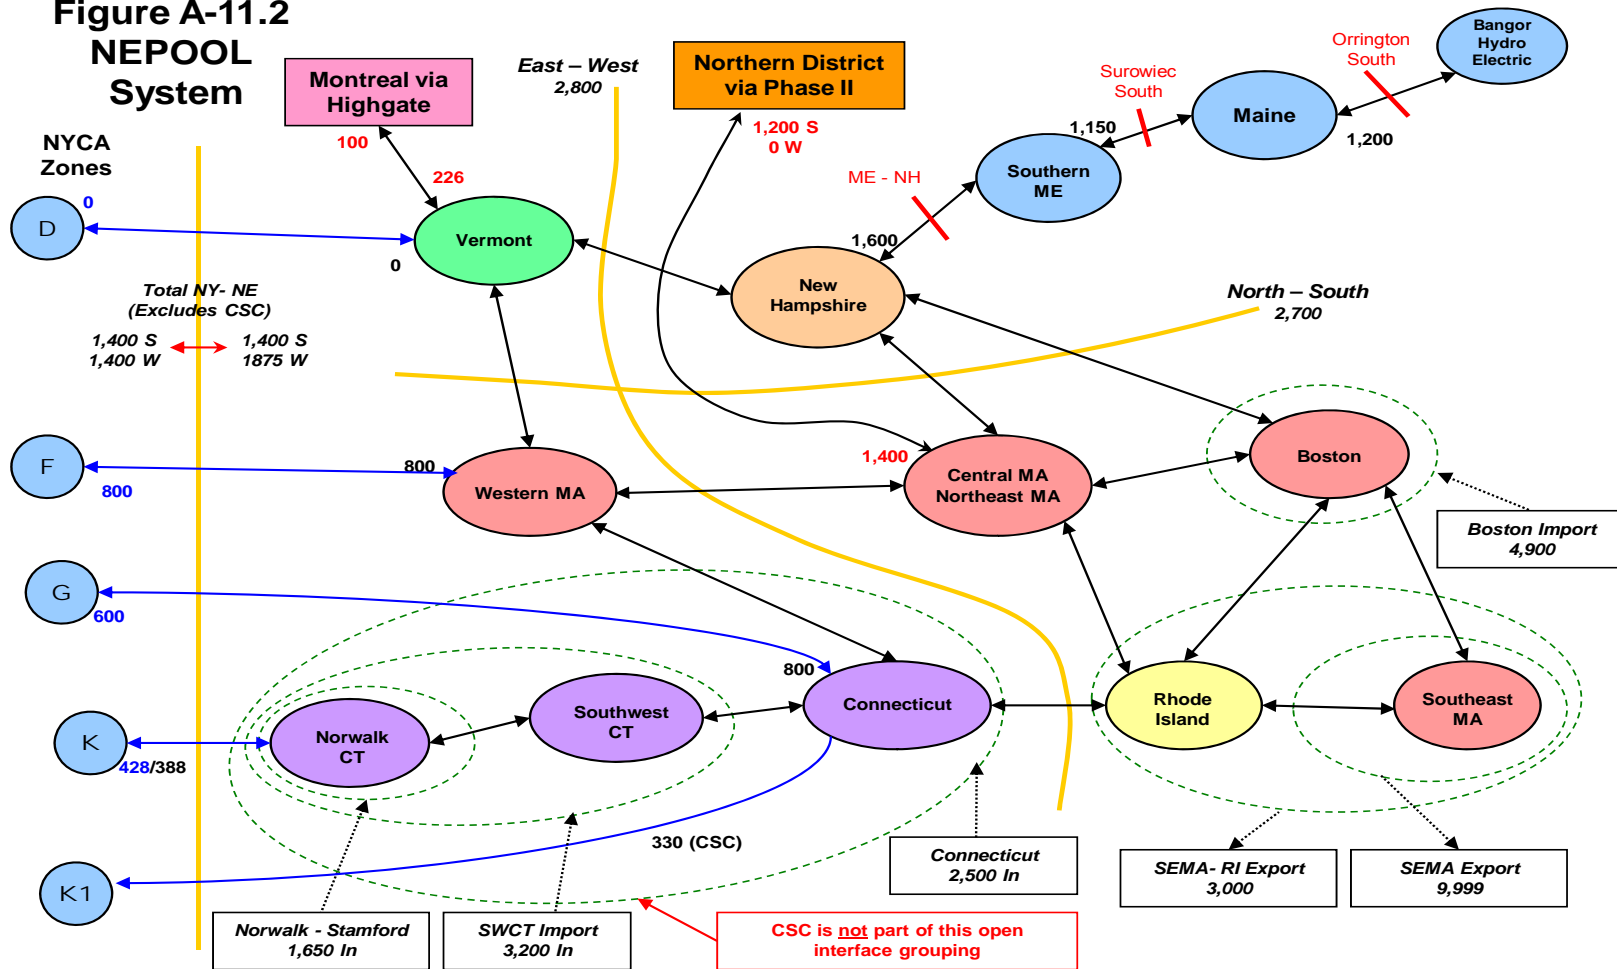 Figure A-11.2
NEPOOL
System
Bangor
Hydro
Electric
Orrington
South
Northern District
via Phase II
East – West
2,800
Montreal via
Highgate
Surowiec
South
Maine
1,150
1,200
1,200 S
0 W
NYCA
Zones
100
226
Southern
ME
ME - NH
0
D
Vermont
0
1,600
New
Hampshire
Total NY- NE
(Excludes CSC)
1,400 S
1,400 W
1,400 S
1875 W
North – South
2,700
F
800
800
Western MA
1,400
Central MA
Northeast MA
Boston
Boston Import
4,900
G
600
800
Connecticut
Rhode
Island
Southeast
MA
Southwest
CT
Norwalk
CT
K
428/388
330 (CSC)
K1
Connecticut
2,500 In
SEMA- RI Export
3,000
SEMA Export
9,999
Norwalk - Stamford
1,650 In
SWCT Import
3,200 In
CSC is not part of this open
interface grouping